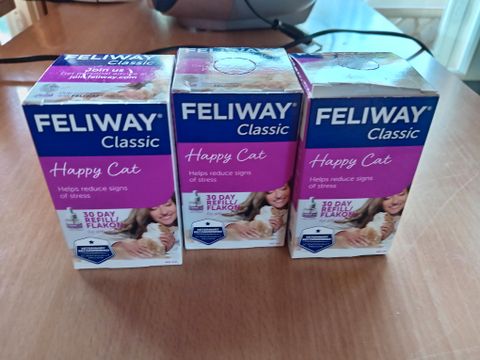 Join us
join.feliway.com
FELIWAY®
Classic
Happy Cat
Helps reduce signs
of stress
30 DAY
REFILL/
FLAKON
FELIWAY®
Classic
Happy Cat
Helps reduce signs
of stress
30 DAY
REFILL/
FLAKON
FELIWAY®
Classic
Happy Cat
Helps reduce signs
of stress
30 DAY
REFILL/
FLAKON